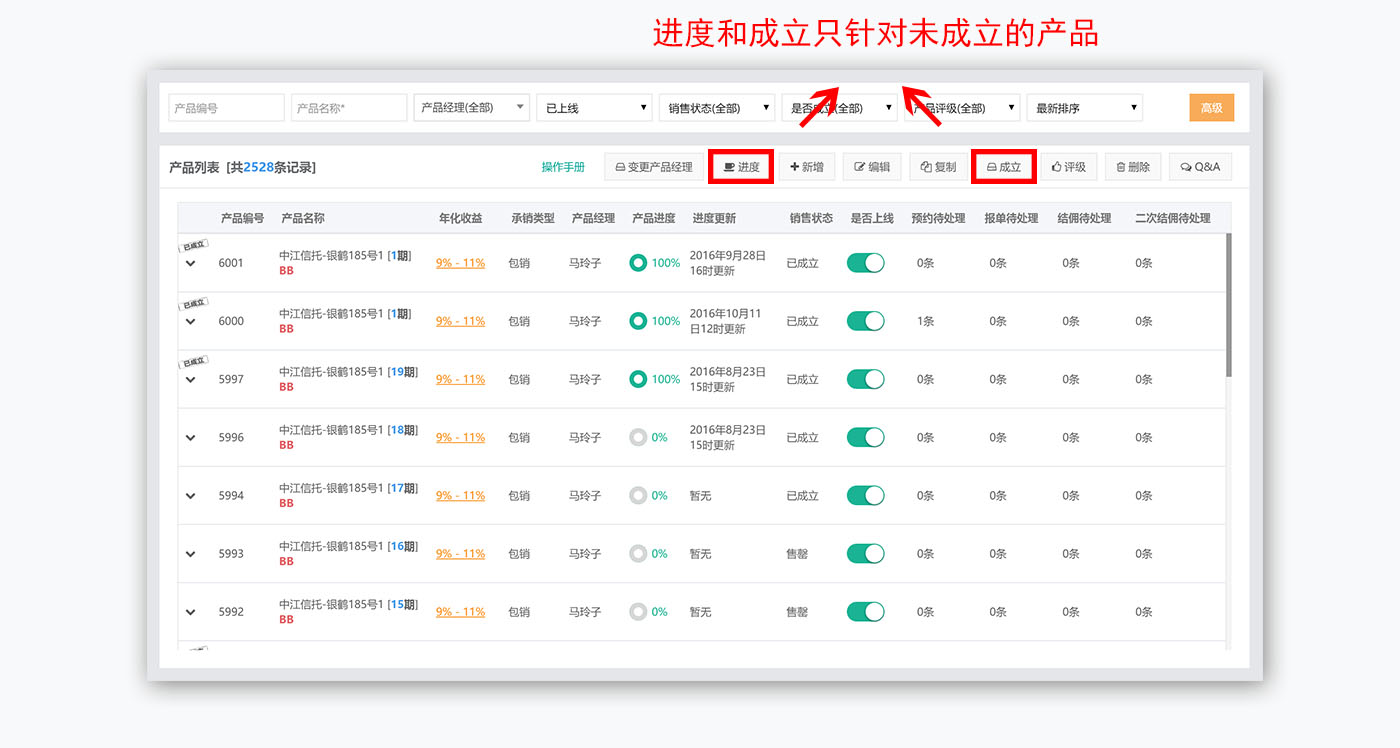 进度和成立只针对未成立的产品
产品编号 产品名称* 产品经理(全部) 已上线 销售状态(全部) 是否成立(全部) 产品评级(全部) 最新排序 高级
产品列表 [共2528条记录] 操作手册 变更产品经理 进度 新增 编辑 复制 成立 评级 删除 Q&A
产品编号 产品名称 年化收益 承销类型 产品经理 产品进度 进度更新 销售状态 是否上线 预约待处理 报单待处理 结佣待处理 二次结佣待处理
已成立
6001 中江信托-银鹤185号1 [1期] 9% - 11% 包销 马玲子 100% 2016年9月28日 已成立 0条 0条 0条 0条
BB 16时更新
已成立
6000 中江信托-银鹤185号1 [1期] 9% - 11% 包销 马玲子 100% 2016年10月11 已成立 1条 0条 0条 0条
BB 日12时更新
已成立
5997 中江信托-银鹤185号1 [19期] 9% - 11% 包销 马玲子 100% 2016年8月23日 已成立 0条 0条 0条 0条
BB 15时更新
5996 中江信托-银鹤185号1 [18期] 9% - 11% 包销 马玲子 0% 2016年8月23日 已成立 0条 0条 0条 0条
BB 15时更新
5994 中江信托-银鹤185号1 [17期] 9% - 11% 包销 马玲子 0% 暂无 已成立 0条 0条 0条 0条
BB
5993 中江信托-银鹤185号1 [16期] 9% - 11% 包销 马玲子 0% 暂无 售罄 0条 0条 0条 0条
BB
5992 中江信托-银鹤185号1 [15期] 9% - 11% 包销 马玲子 0% 暂无 售罄 0条 0条 0条 0条
BB